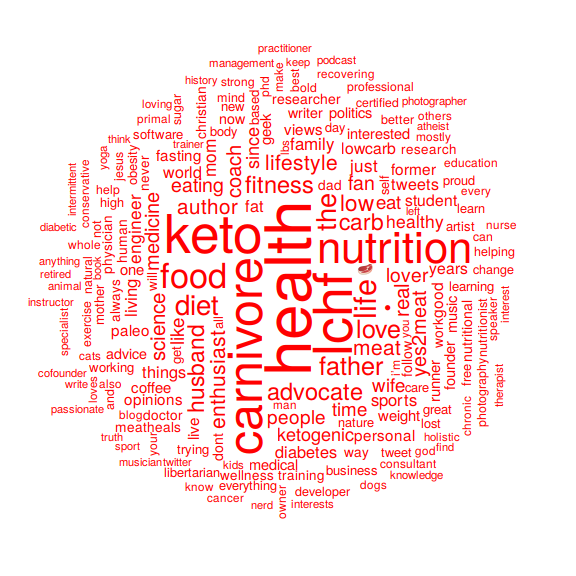 practitioner
management keep podcast
history strong phd make best recovering
loving sugar christian mind based bold professional
new researcher certified photographer
primal now geek writer politics better others
think software body since views day atheist
trainer lbs family interested mostly
yoga jesus obesity never fasting mom coach lifestyle lowcarb research
intermittent conservative help world eating fitness dad just former education
high engineer medicine author fat the fan self tweets proud every
diabetic not physician human keto low eat student left learn
whole carb healthy artist nurse
anything natural book one will food health nutrition can helping
retired mother living carnivore lchf life lover years change
animal always diet real learning
instructor exercise science all 🥩 yes2meat workgood music nutritionist speaker interest
specialist paleo like love you
cats advice get enthusiast meat follow founder nutritional
cofounder working things husband father i'm runner free photography
write loves also coffee advocate wife care therapist
passionate and opinions man time sports great chronic
blog doctor live people nature weight lost
meatheals your dont ketogenic personal holistic
truth trying diabetes way tweet god find
sport
musician twitter kids medical business consultant
libertarian wellness training knowledge
know everything owner developer dogs
cancer nerd interests